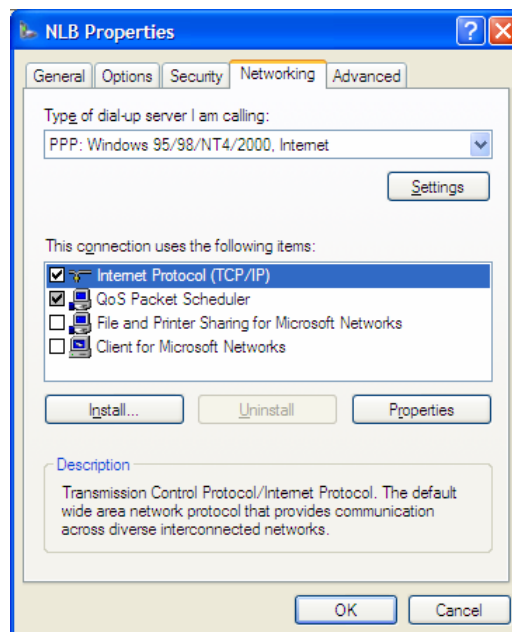 NLB Properties
General Options Security Networking Advanced
Type of dial-up server I am calling:
PPP: Windows 95/98/NT4/2000, Internet
Settings
This connection uses the following items:
Internet Protocol (TCP/IP)
QoS Packet Scheduler
File and Printer Sharing for Microsoft Networks
Client for Microsoft Networks
Install... Uninstall Properties
Description
Transmission Control Protocol/Internet Protocol. The default
wide area network protocol that provides communication
across diverse interconnected networks.
OK Cancel